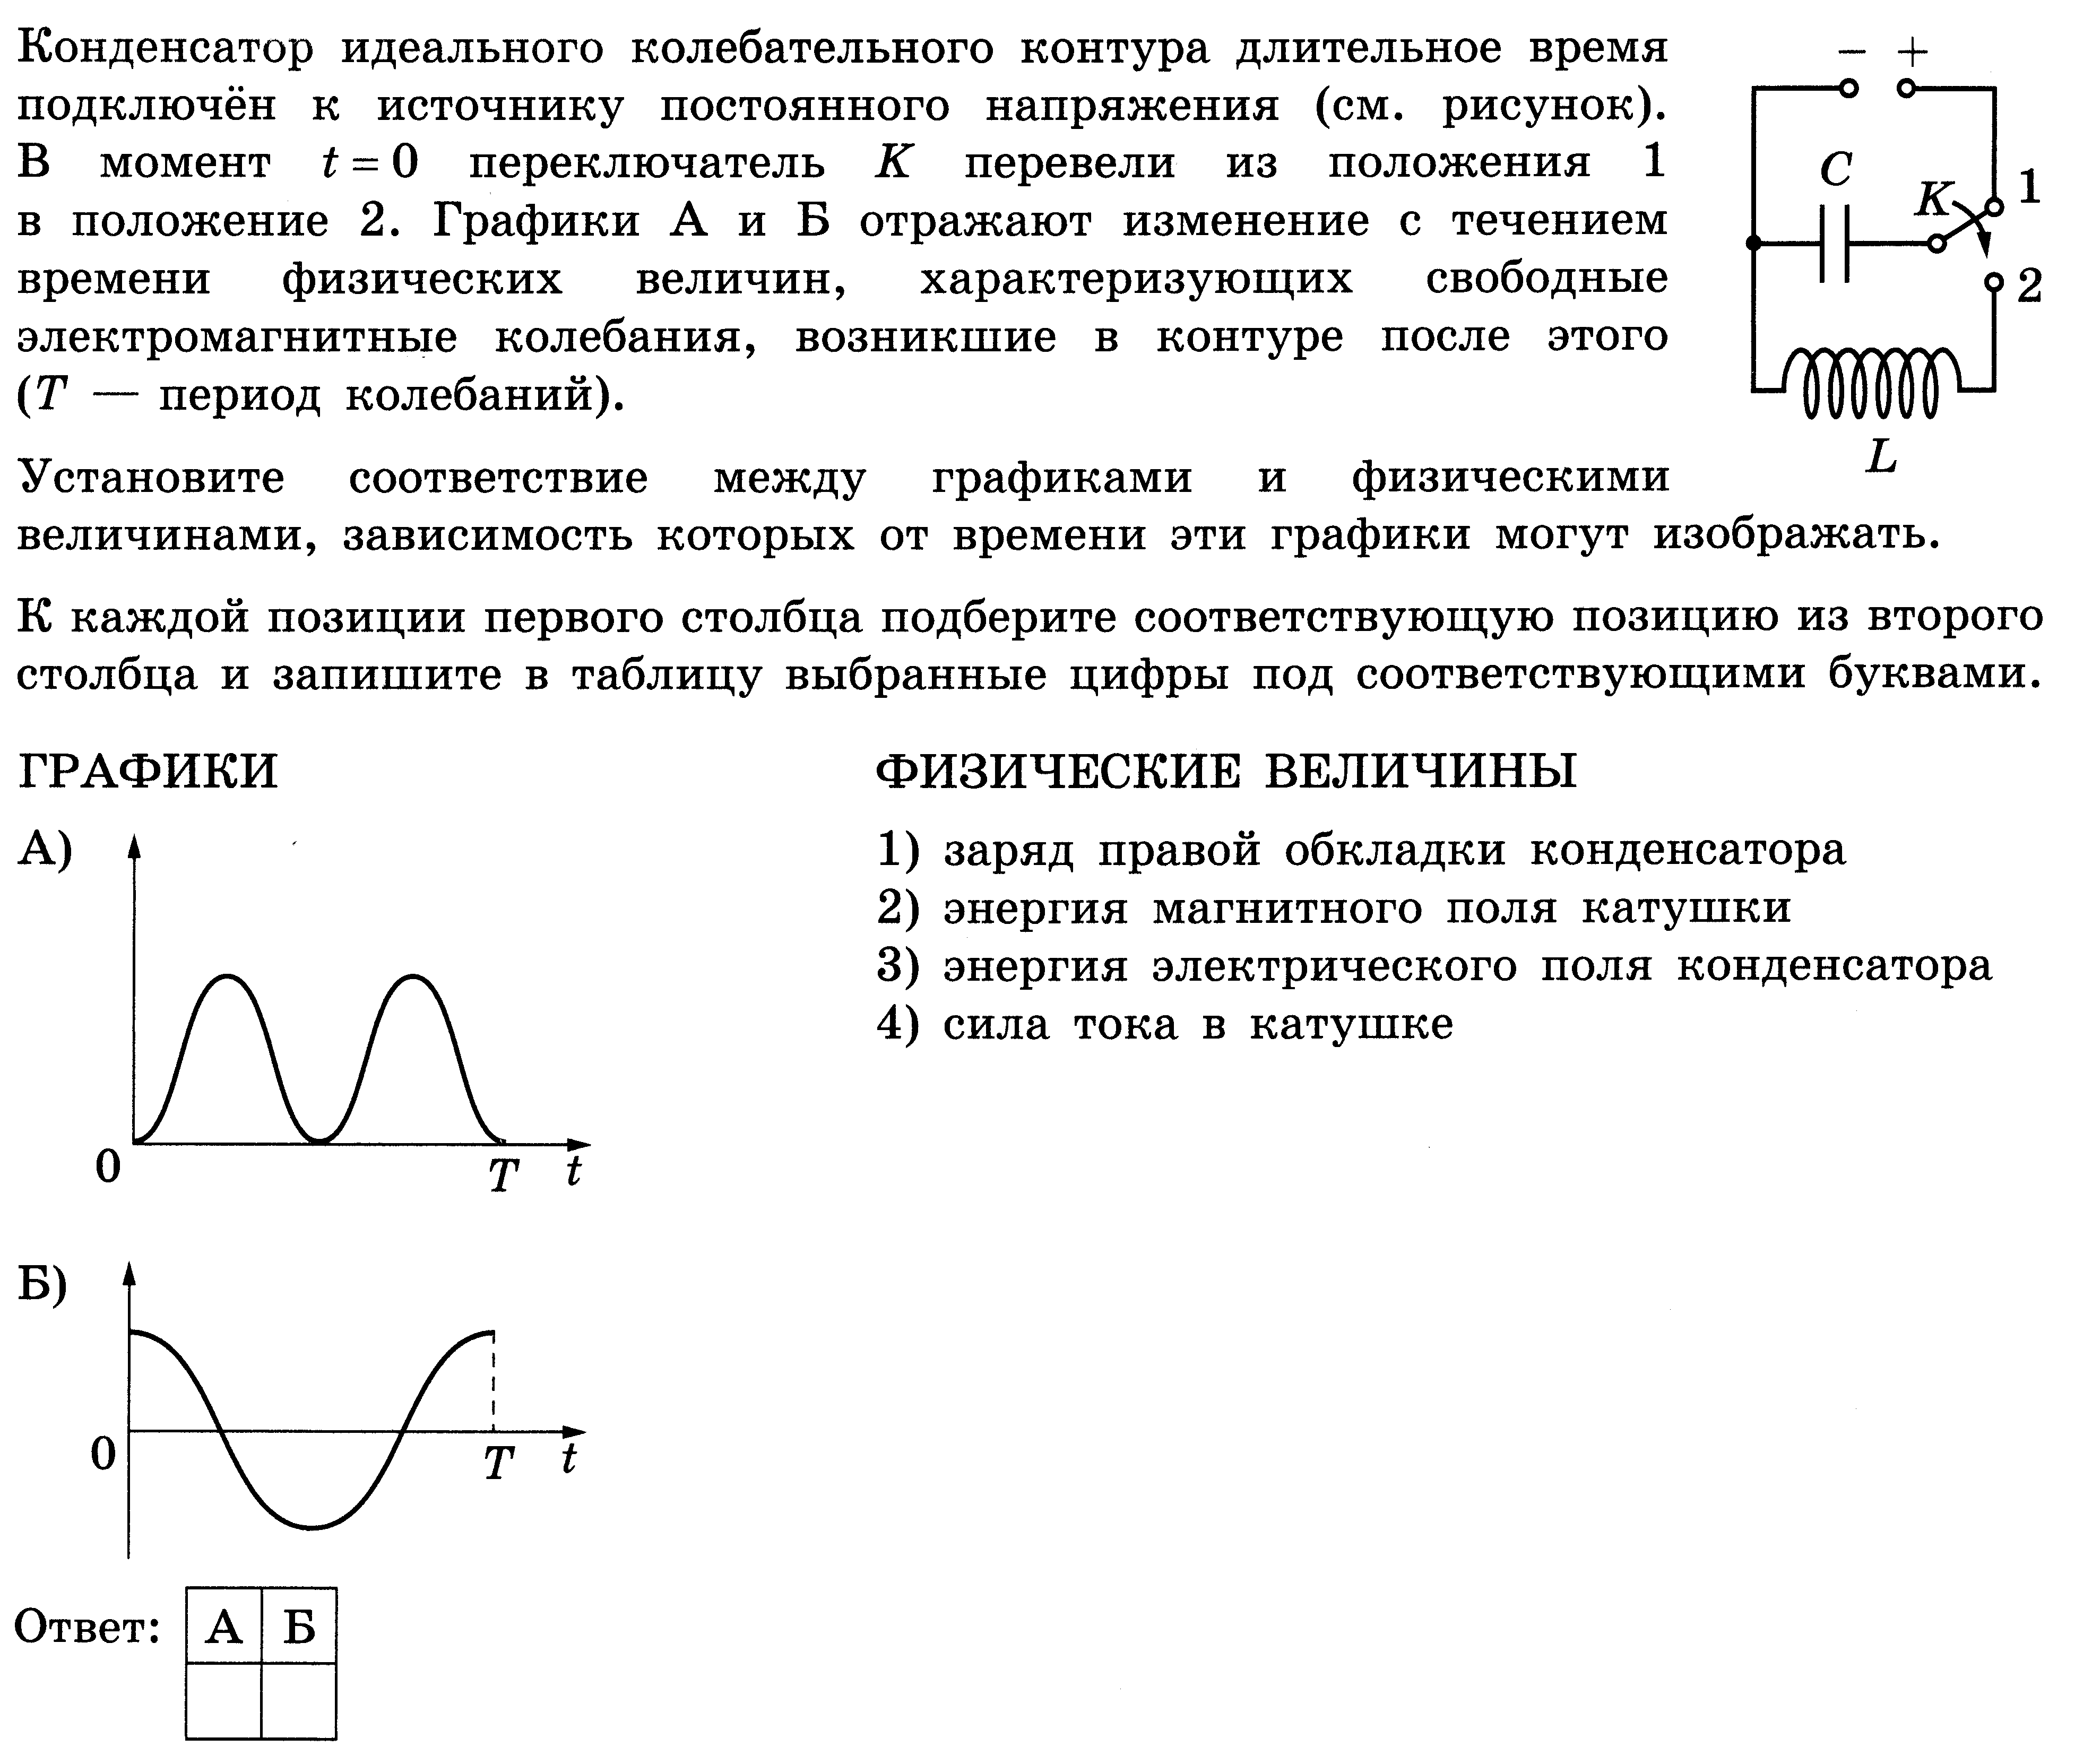 Конденсатор идеального колебательного контура длительное время
подключён к источнику постоянного напряжения (см. рисунок).
В момент t = 0 переключатель K перевели из положения 1
в положение 2. Графики А и Б отражают изменение с течением
времени физических величин, характеризующих свободные
электромагнитные колебания, возникшие в контуре после этого
(T — период колебаний).
− +
C
K
1
2
L
Установите соответствие между графиками и физическими
величинами, зависимость которых от времени эти графики могут изображать.
К каждой позиции первого столбца подберите соответствующую позицию из второго
столбца и запишите в таблицу выбранные цифры под соответствующими буквами.
ГРАФИКИ
А)
0
T
t
Б)
0
T
t
ФИЗИЧЕСКИЕ ВЕЛИЧИНЫ
1) заряд правой обкладки конденсатора
2) энергия магнитного поля катушки
3) энергия электрического поля конденсатора
4) сила тока в катушке
Ответ: А Б